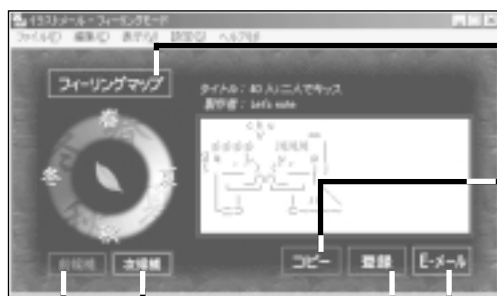 イラストメール - フィーリングモード
ファイル(F) 編集(E) 表示(V) 設定(S) ヘルプ(H)
フィーリングマップ
タイトル：
製作者： Let's note
春
冬 夏
秋
chu
前候補 次候補 コピー 登録 E-メール